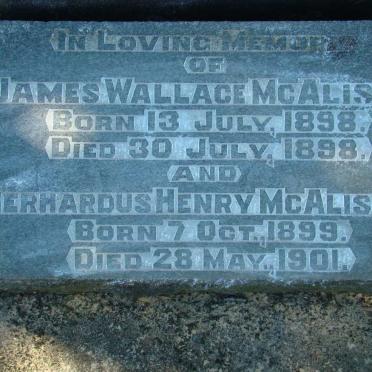 IN LOVING MEMORY
OF
JAMES WALLACE MCALIS
BORN 13 JULY, 1898.
DIED 30 JULY, 1898.
AND
ERHARDUS HENRY MCALIS
BORN 7 OCT. 1899.
DIED 28 MAY. 1901.